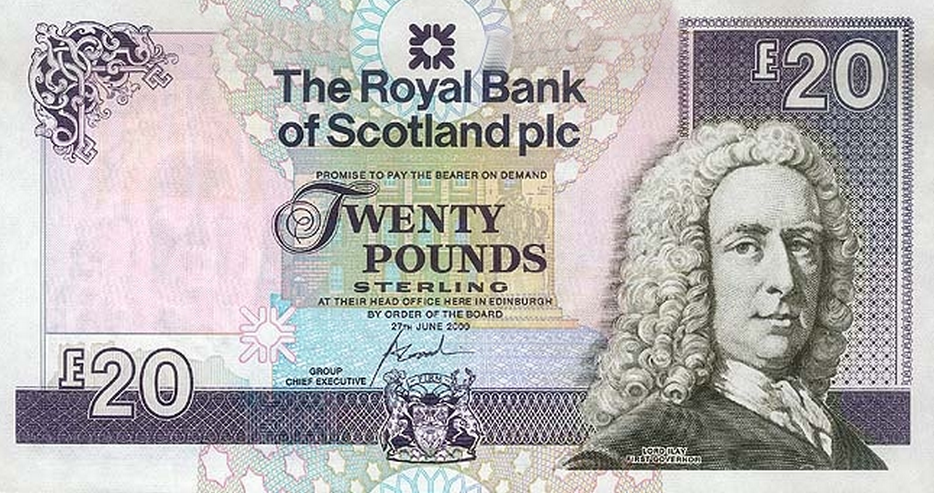 £20
The Royal Bank
of Scotland plc
PROMISE TO PAY THE BEARER ON DEMAND
TWENTY
POUNDS
STERLING
AT THEIR HEAD OFFICE HERE IN EDINBURGH
BY ORDER OF THE BOARD
27TH JUNE 2000
GROUP
CHIEF EXECUTIVE
£20
FIRM
LORD ILAY
FIRST GOVERNOR